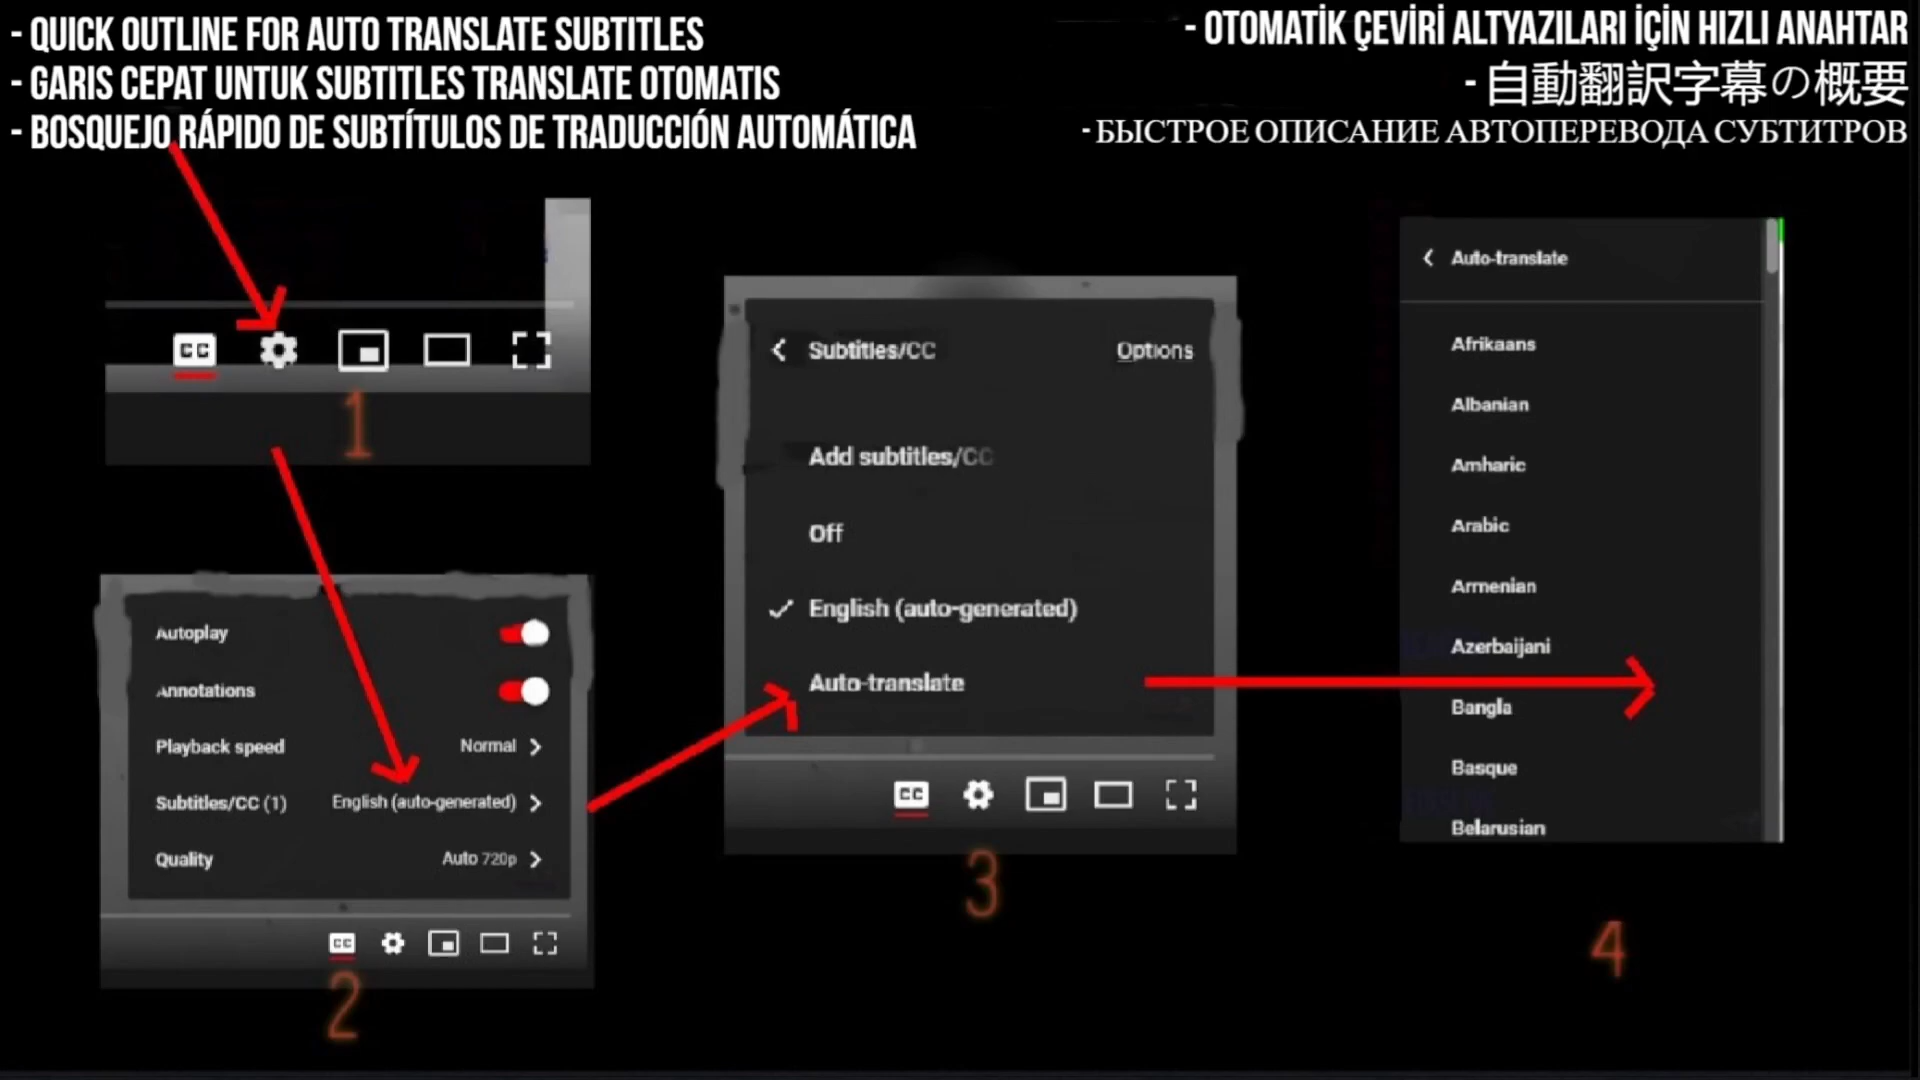 - QUICK OUTLINE FOR AUTO TRANSLATE SUBTITLES
- GARIS CEPAT UNTUK SUBTITLES TRANSLATE OTOMATIS
- BOSQUEJO RÁPIDO DE SUBTÍTULOS DE TRADUCCIÓN AUTOMÁTICA
- OTOMATİK ÇEVİRİ ALTYAZILARI İÇİN HIZLI ANAHTAR
- 自動翻訳字幕の概要
- БЫСТРОЕ ОПИСАНИЕ АВТОПЕРЕВОДА СУБТИТРОВ
CC
1
Autoplay
Annotations
Playback speed Normal
Subtitles/CC (1) English (auto-generated)
Quality Auto 720p
CC
2
Subtitles/CC Options
Add subtitles/CC
Off
English (auto-generated)
Auto-translate
CC
3
Auto-translate
Afrikaans
Albanian
Amharic
Arabic
Armenian
Azerbaijani
Bangla
Basque
Belarusian
4